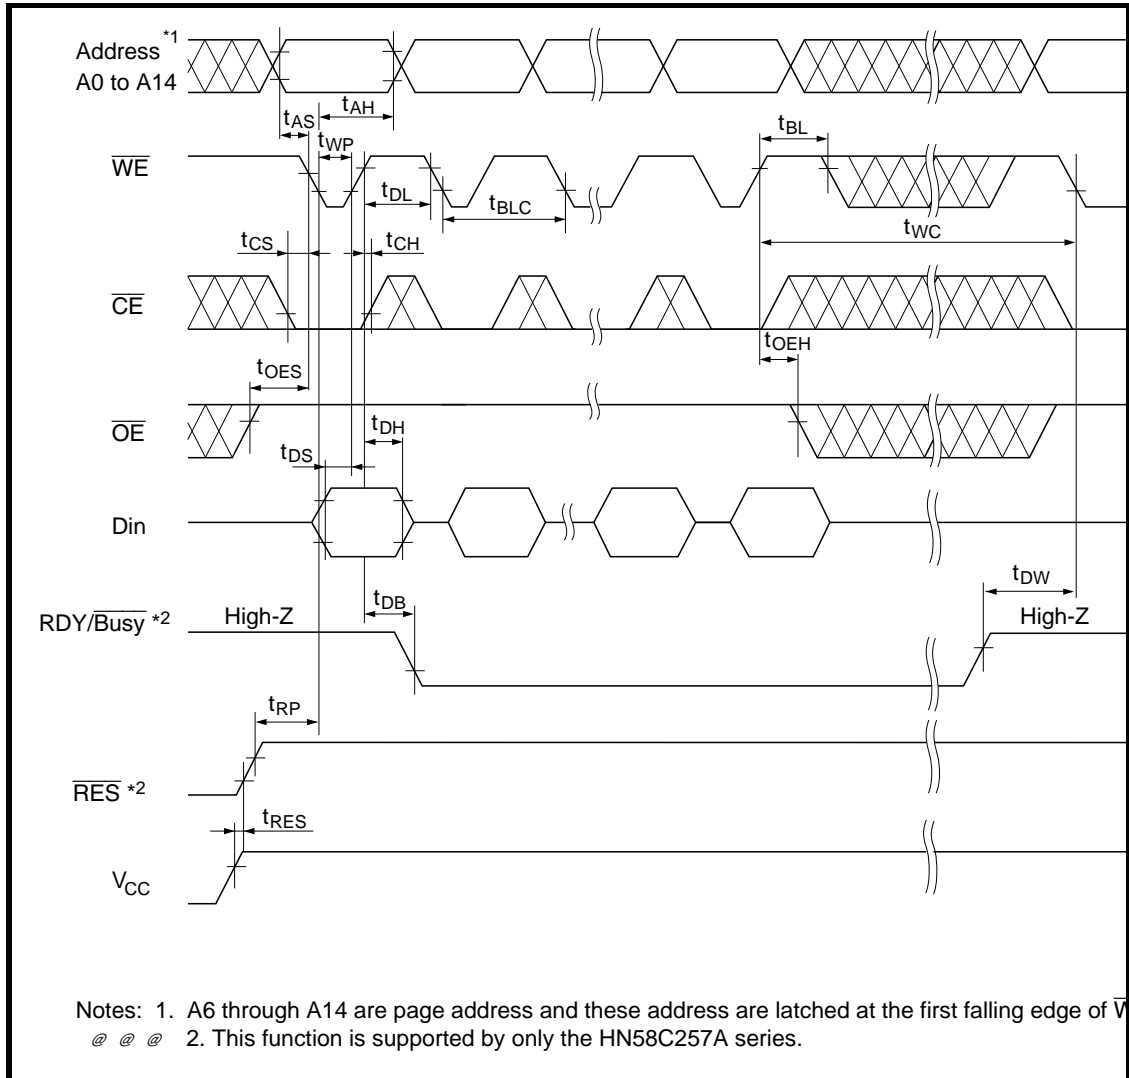 Address *1
A0 to A14
tAH
tAS
tWP
tBL
WE
tDL
tBLC
tWC
tCS
tCH
CE
tOEH
tOES
OE
tDH
tDS
Din
tDW
tDB
RDY/Busy *2
High-Z
High-Z
tRP
RES *2
tRES
VCC
Notes: 1. A6 through A14 are page address and these address are latched at the first falling edge of
@ @ @ 2. This function is supported by only the HN58C257A series.